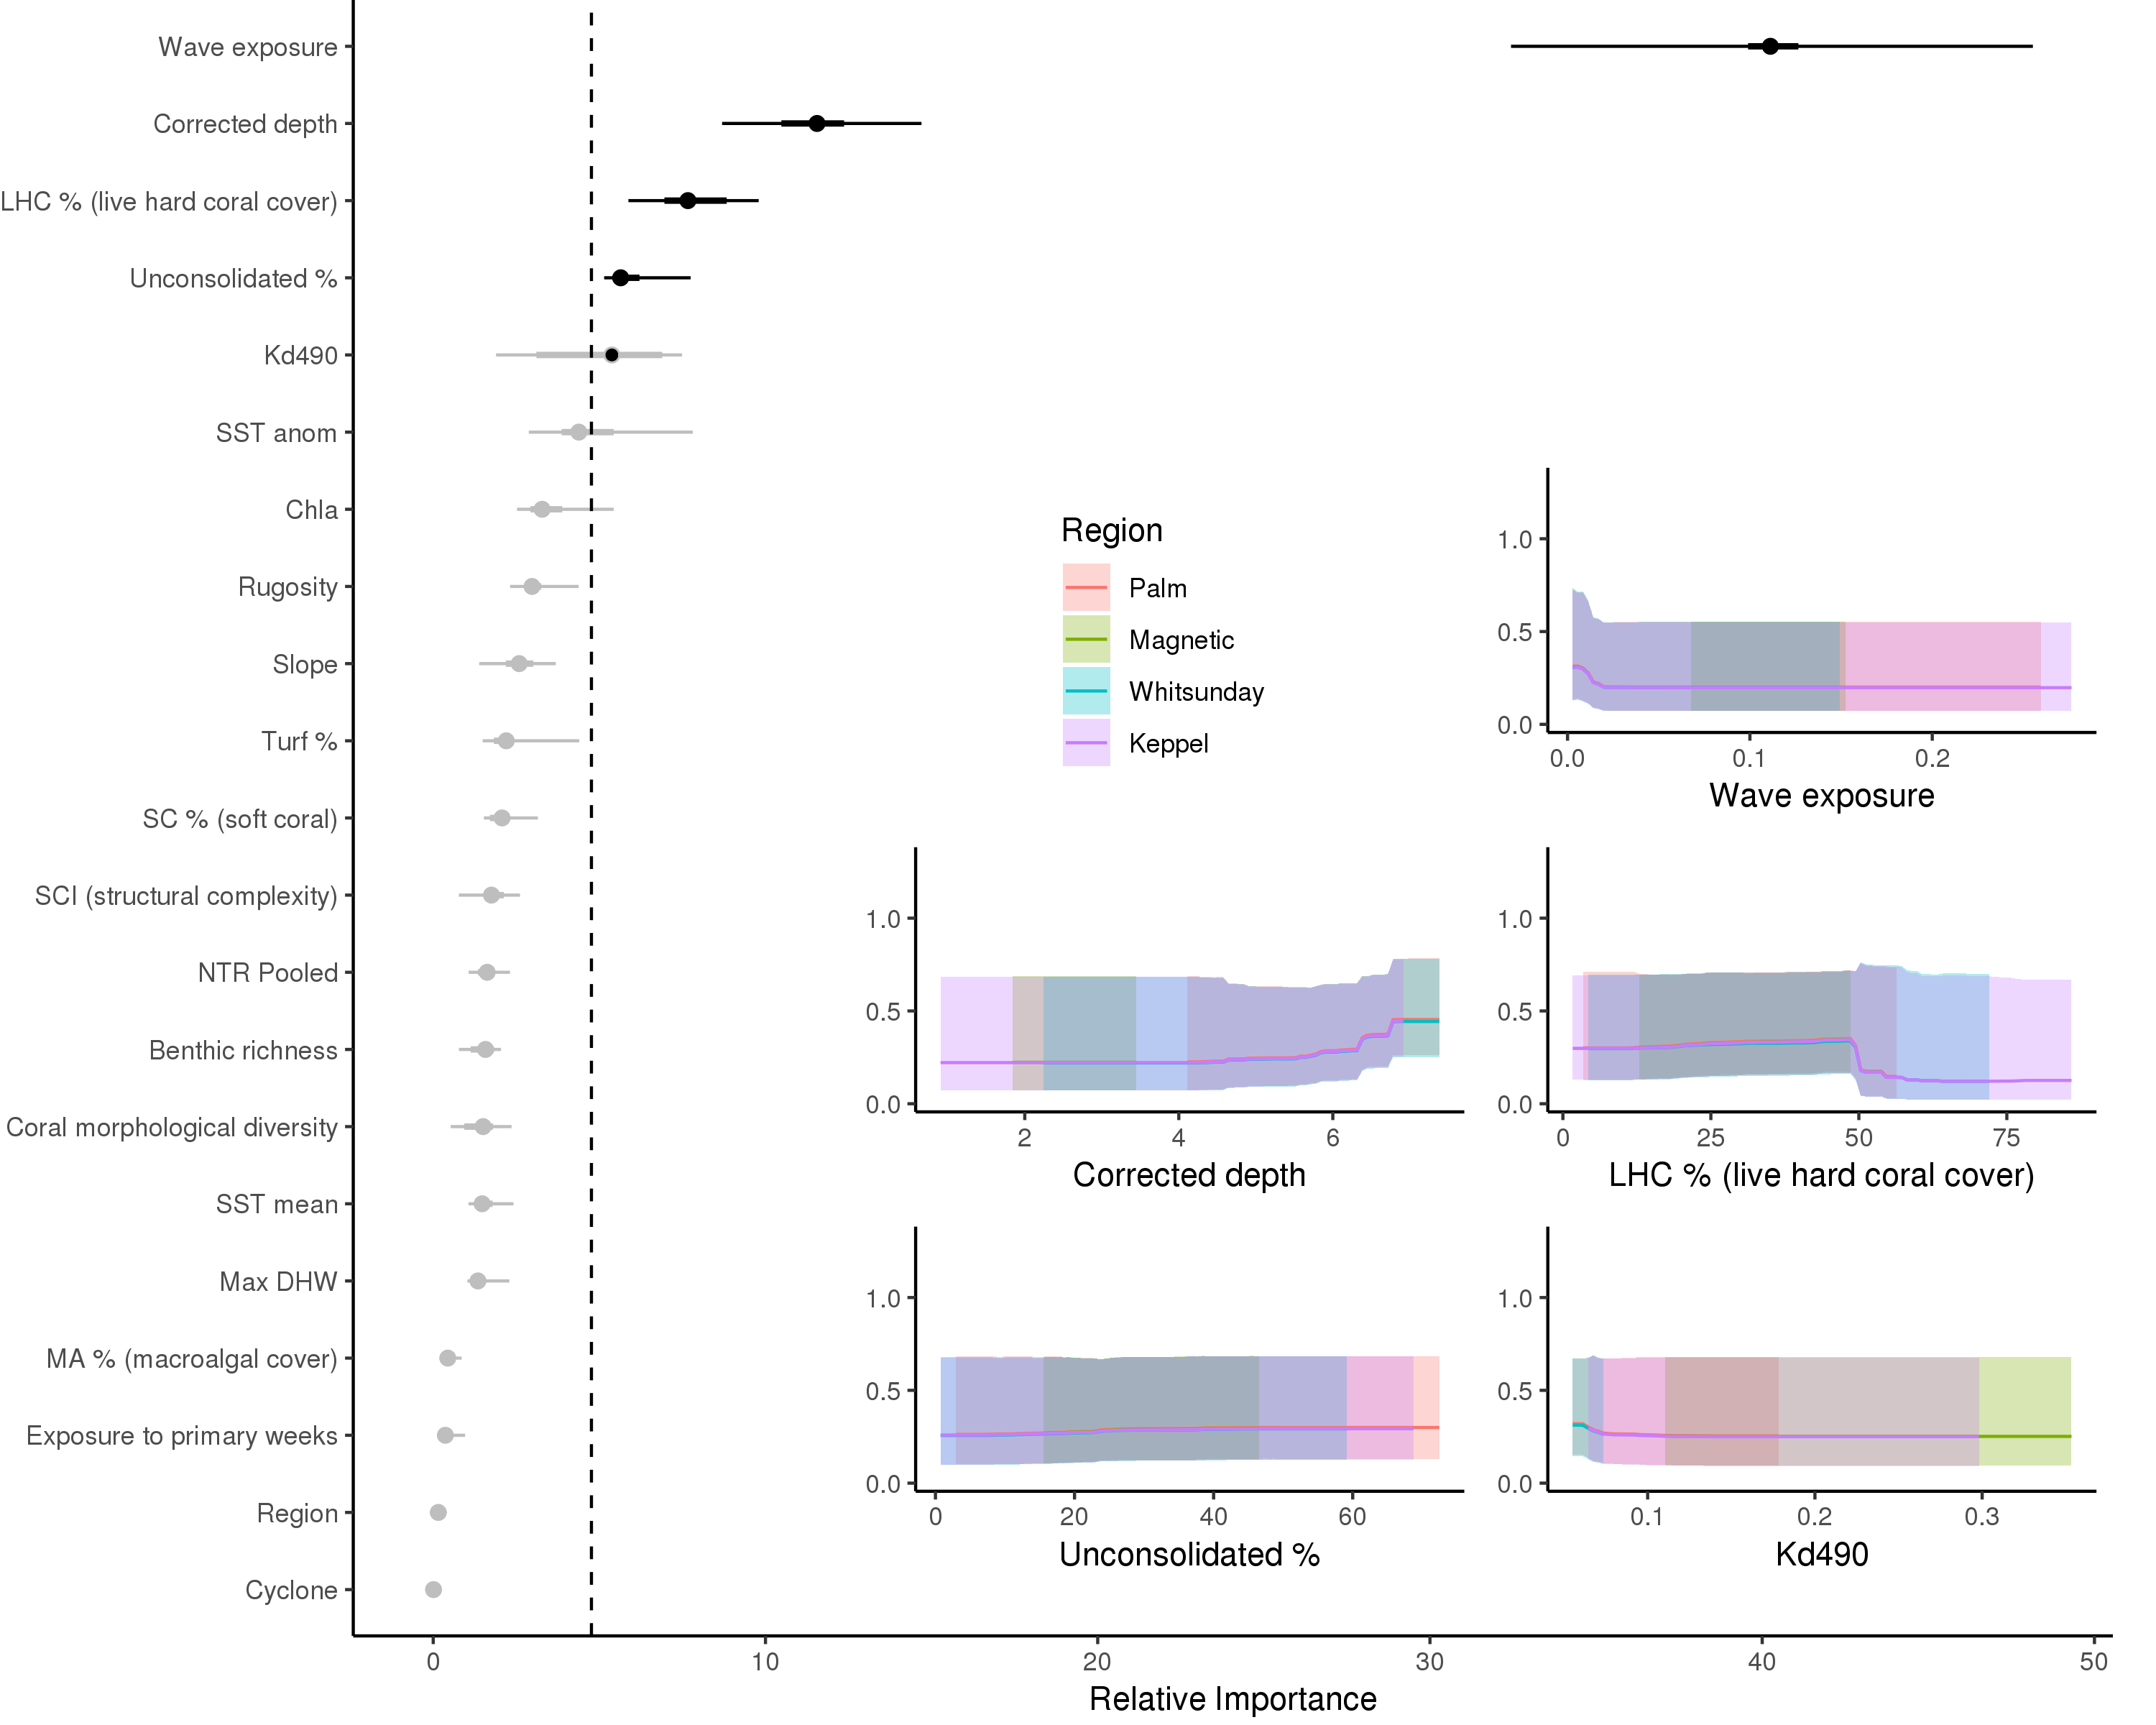 Wave exposure
Corrected depth
LHC % (live hard coral cover)
Unconsolidated %
Kd490
SST anom
Chla
Rugosity
Slope
Turf %
SC % (soft coral)
SCI (structural complexity)
NTR Pooled
Benthic richness
Coral morphological diversity
SST mean
Max DHW
MA % (macroalgal cover)
Exposure to primary weeks
Region
Cyclone
0 10 20 30 40 50
Relative Importance
Region
Palm
Magnetic
Whitsunday
Keppel
1.0
0.5
0.0
0.0 0.1 0.2
Wave exposure
1.0
0.5
0.0
2 4 6
Corrected depth
1.0
0.5
0.0
0 25 50 75
LHC % (live hard coral cover)
1.0
0.5
0.0
0 20 40 60
Unconsolidated %
1.0
0.5
0.0
0.1 0.2 0.3
Kd490